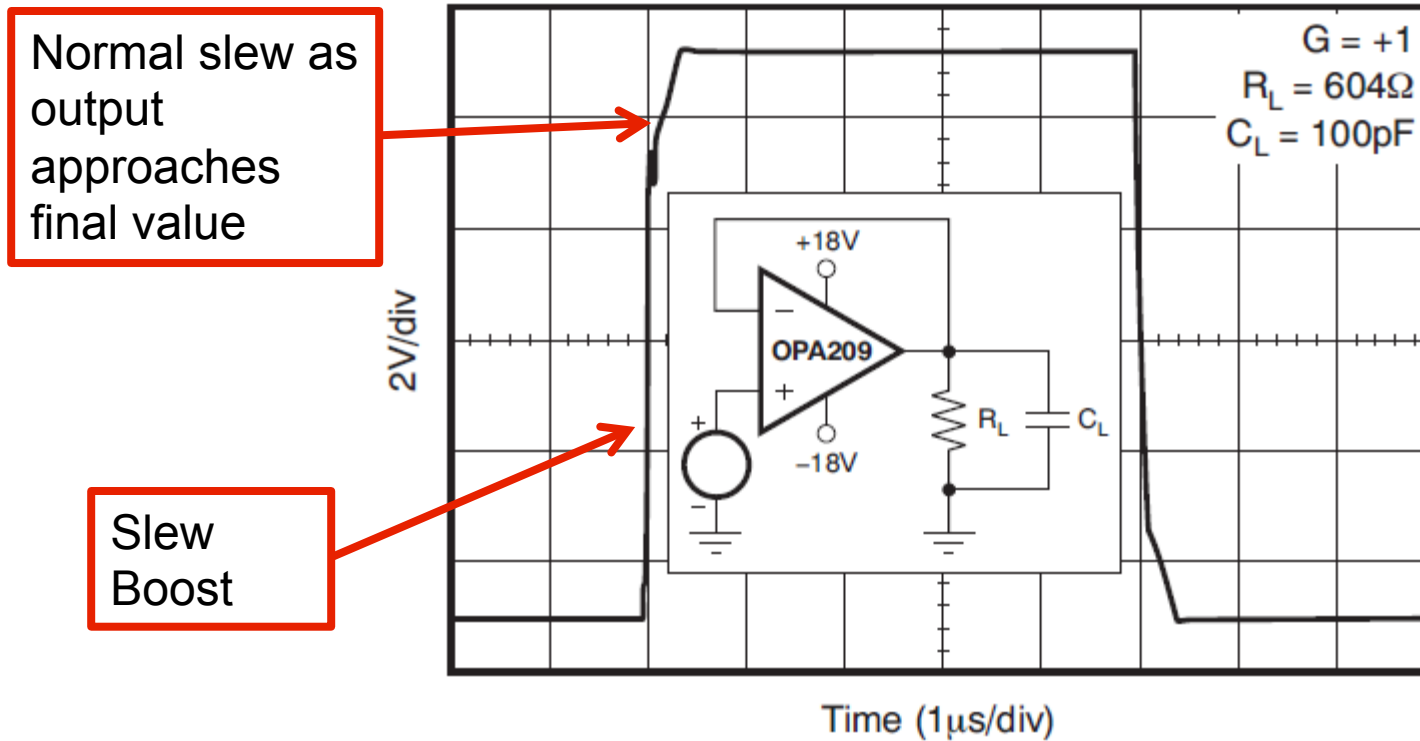 Normal slew as
output
approaches
final value
Slew
Boost
2V/div
G = +1
R_L = 604Ω
C_L = 100pF
+18V
−
OPA209
+
+
−18V
−
R_L
C_L
Time (1μs/div)